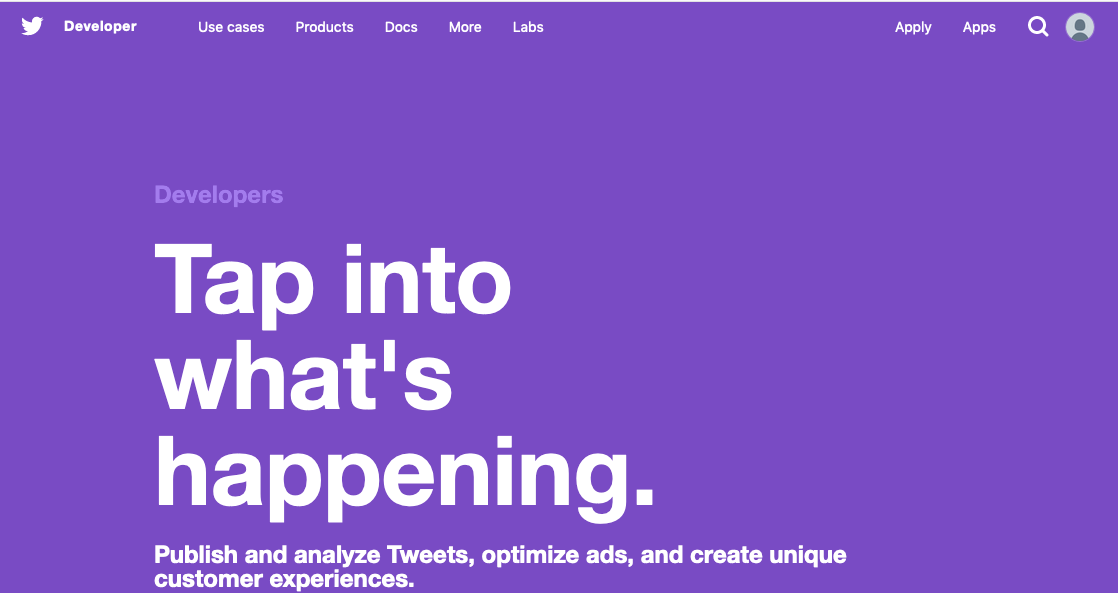 Developer Use cases Products Docs More Labs Apply Apps
Developers
Tap into
what's
happening.
Publish and analyze Tweets, optimize ads, and create unique
customer experiences.